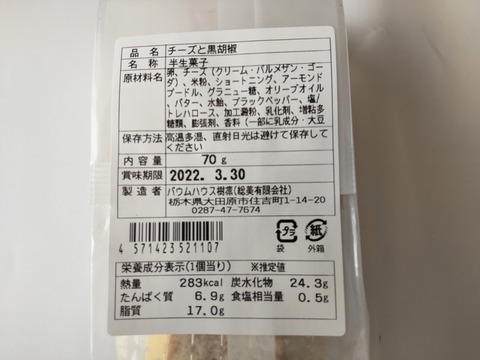 品名 チーズと黒胡椒
名称 半生菓子
原材料名 卵、チーズ（クリーム・パルメザン・ゴー
ダ）、米粉、ショートニング、アーモンド
プードル、グラニュー糖、オリーブオイル
、バター、水飴、ブラックペッパー、塩/
トレハロース、加工澱粉、乳化剤、増粘多
糖類、膨張剤、香料（一部に乳成分・大豆
保存方法 高温多湿、直射日光は避けて保存して
ください
内容量 70g
賞味期限 2022. 3.30
製造者 バウムハウス樹凛(総美有限会社)
栃木県大田原市住吉町1-14-20
0287-47-7674
4571423521107
プラ 紙
袋 外箱
栄養成分表示(1個当り) ※推定値
熱量 283kcal 炭水化物 24.3g
たんぱく質 6.9g 食塩相当量 0.5g
脂質 17.0g